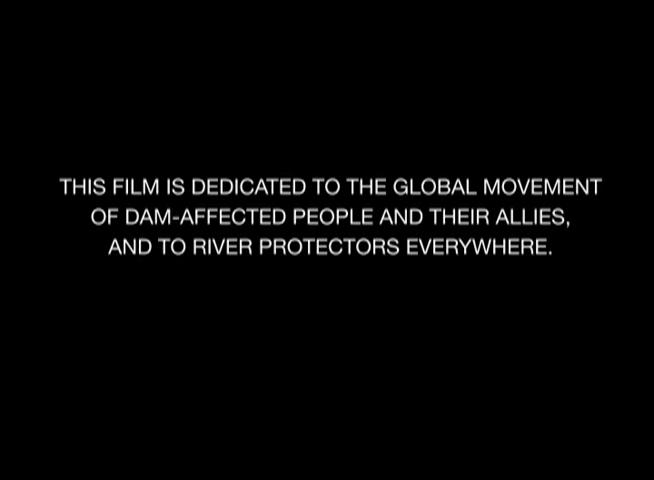 THIS FILM IS DEDICATED TO THE GLOBAL MOVEMENT
OF DAM-AFFECTED PEOPLE AND THEIR ALLIES,
AND TO RIVER PROTECTORS EVERYWHERE.